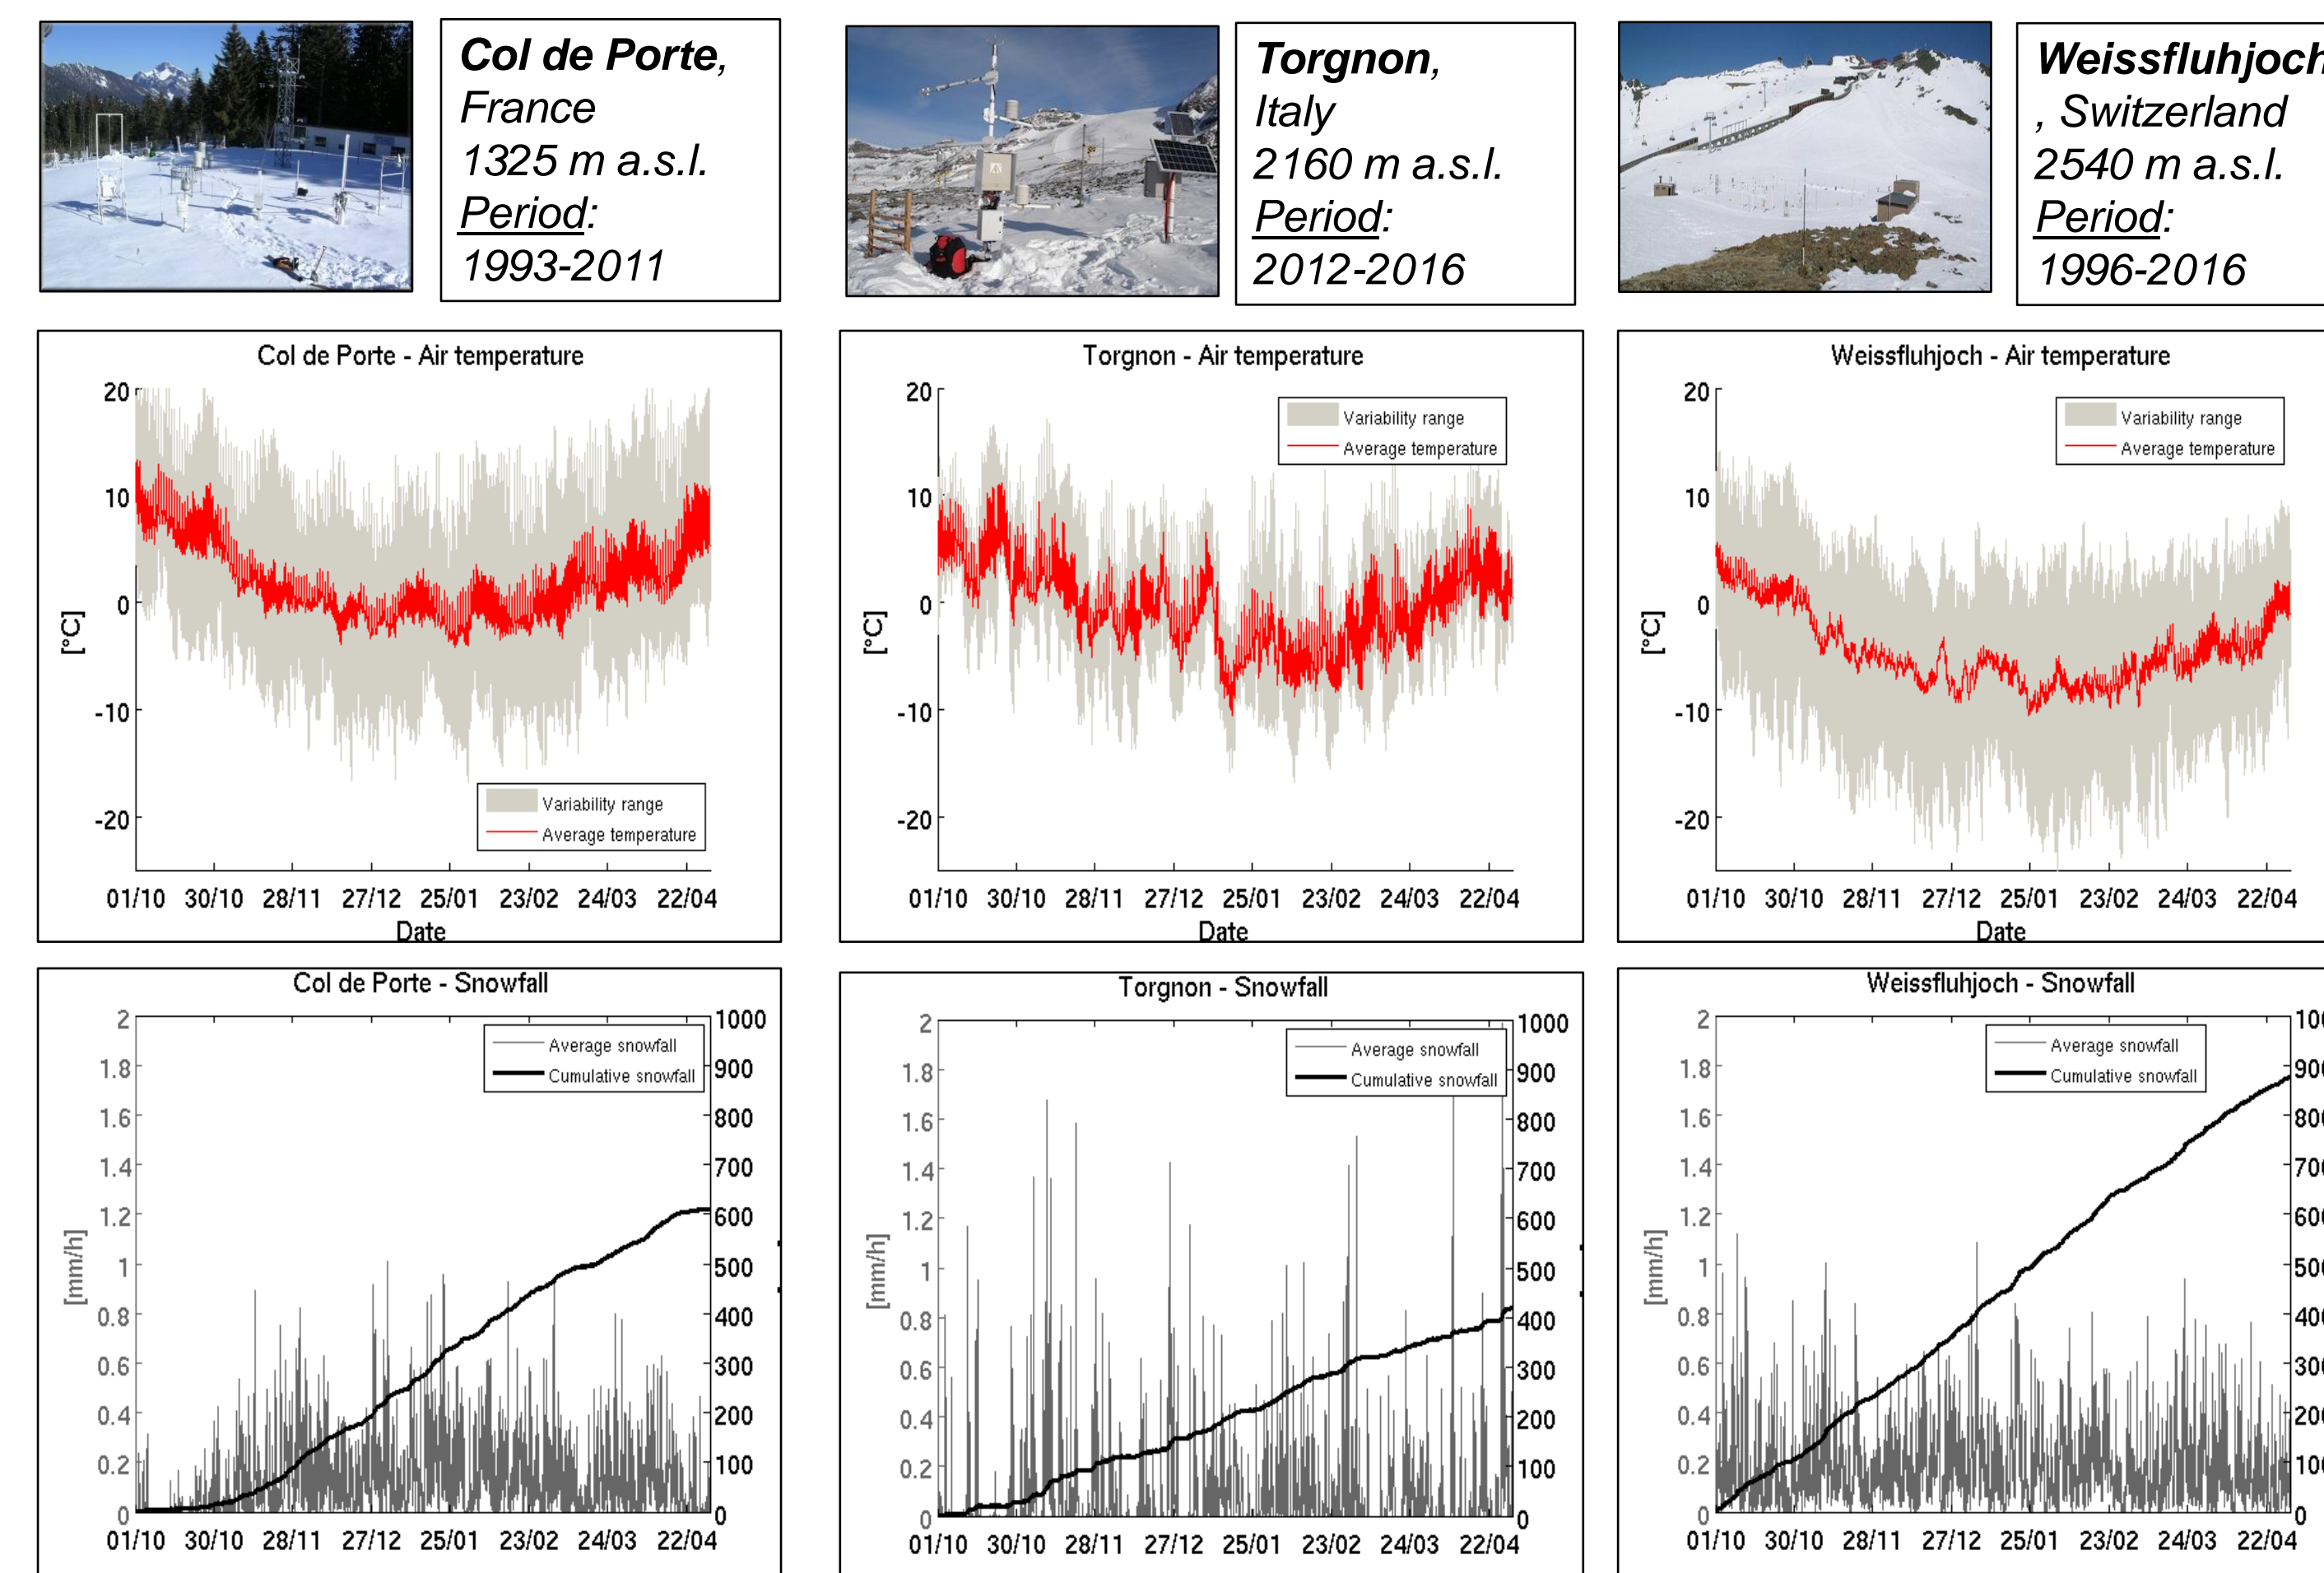 Col de Porte,
France
1325 m a.s.l.
Period:
1993-2011
Torgnon,
Italy
2160 m a.s.l.
Period:
2012-2016
Weissfluhjoch
, Switzerland
2540 m a.s.l.
Period:
1996-2016
Col de Porte - Air temperature
20
10
0
-10
-20
[°C]
Variability range
Average temperature
01/10 30/10 28/11 27/12 25/01 23/02 24/03 22/04
Date
Torgnon - Air temperature
20
10
0
-10
-20
[°C]
Variability range
Average temperature
01/10 30/10 28/11 27/12 25/01 23/02 24/03 22/04
Date
Weissfluhjoch - Air temperature
20
10
0
-10
-20
[°C]
Variability range
Average temperature
01/10 30/10 28/11 27/12 25/01 23/02 24/03 22/04
Date
Col de Porte - Snowfall
2 1000
1.8 900
1.6 800
1.4 700
1.2 600
1 500
0.8 400
0.6 300
0.4 200
0.2 100
0 0
[mm/h]
Average snowfall
Cumulative snowfall
01/10 30/10 28/11 27/12 25/01 23/02 24/03 22/04
Torgnon - Snowfall
2 1000
1.8 900
1.6 800
1.4 700
1.2 600
1 500
0.8 400
0.6 300
0.4 200
0.2 100
0 0
[mm/h]
Average snowfall
Cumulative snowfall
01/10 30/10 28/11 27/12 25/01 23/02 24/03 22/04
Weissfluhjoch - Snowfall
2
1.8
1.6
1.4
1.2
1
0.8
0.6
0.4
0.2
0 0
[mm/h]
Average snowfall
Cumulative snowfall
01/10 30/10 28/11 27/12 25/01 23/02 24/03 22/04